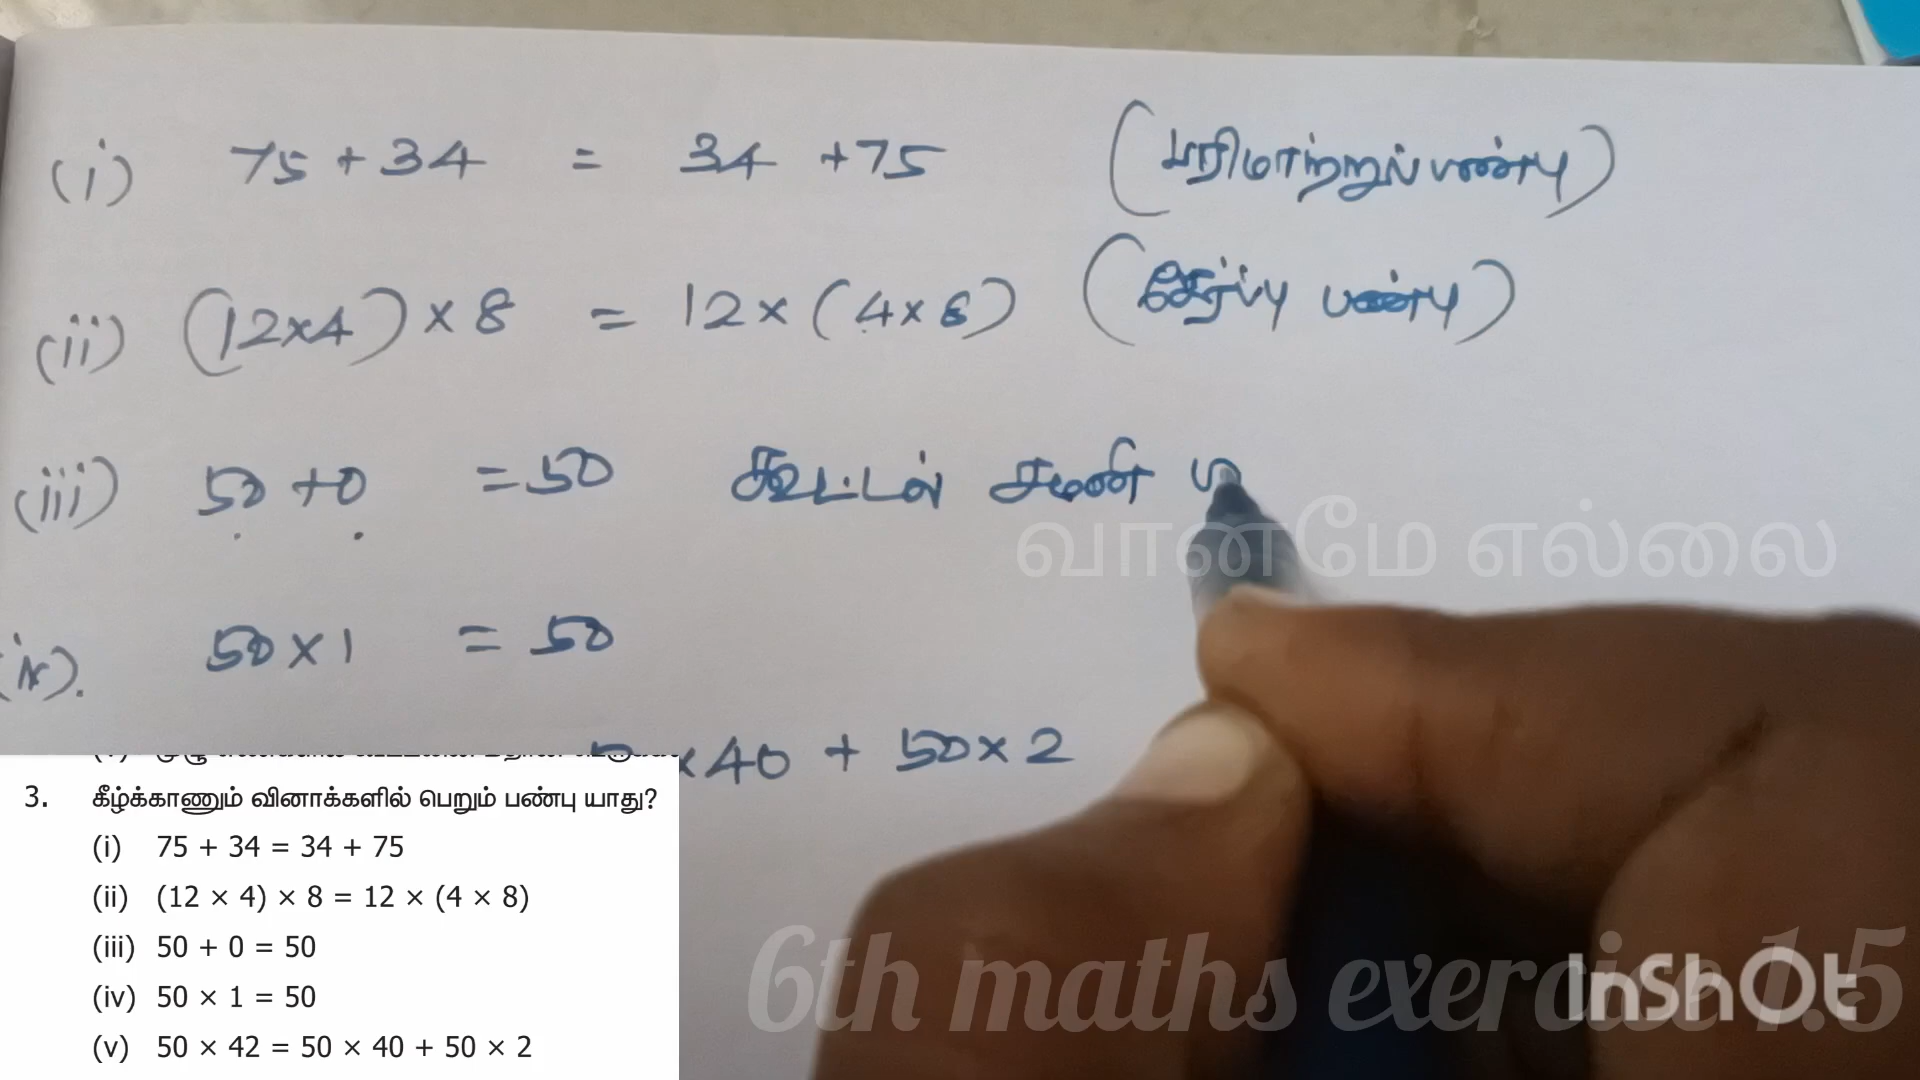 (i) 75 + 34 = 34 + 75 (பரிமாற்றுப் பண்பு)
(ii) (12×4) × 8 = 12 × (4 × 8) (சேர்ப்பு பண்பு)
(iii) 50 + 0 = 50 கூட்டல் சமனி
வானமே எல்லை
(iv). 50 × 1 = 50
×40 + 50×2
3. கீழ்க்காணும் வினாக்களில் பெறும் பண்பு யாது?
(i) 75 + 34 = 34 + 75
(ii) (12 × 4) × 8 = 12 × (4 × 8)
(iii) 50 + 0 = 50
(iv) 50 × 1 = 50
(v) 50 × 42 = 50 × 40 + 50 × 2
6th maths exercise 1.5
InShOt